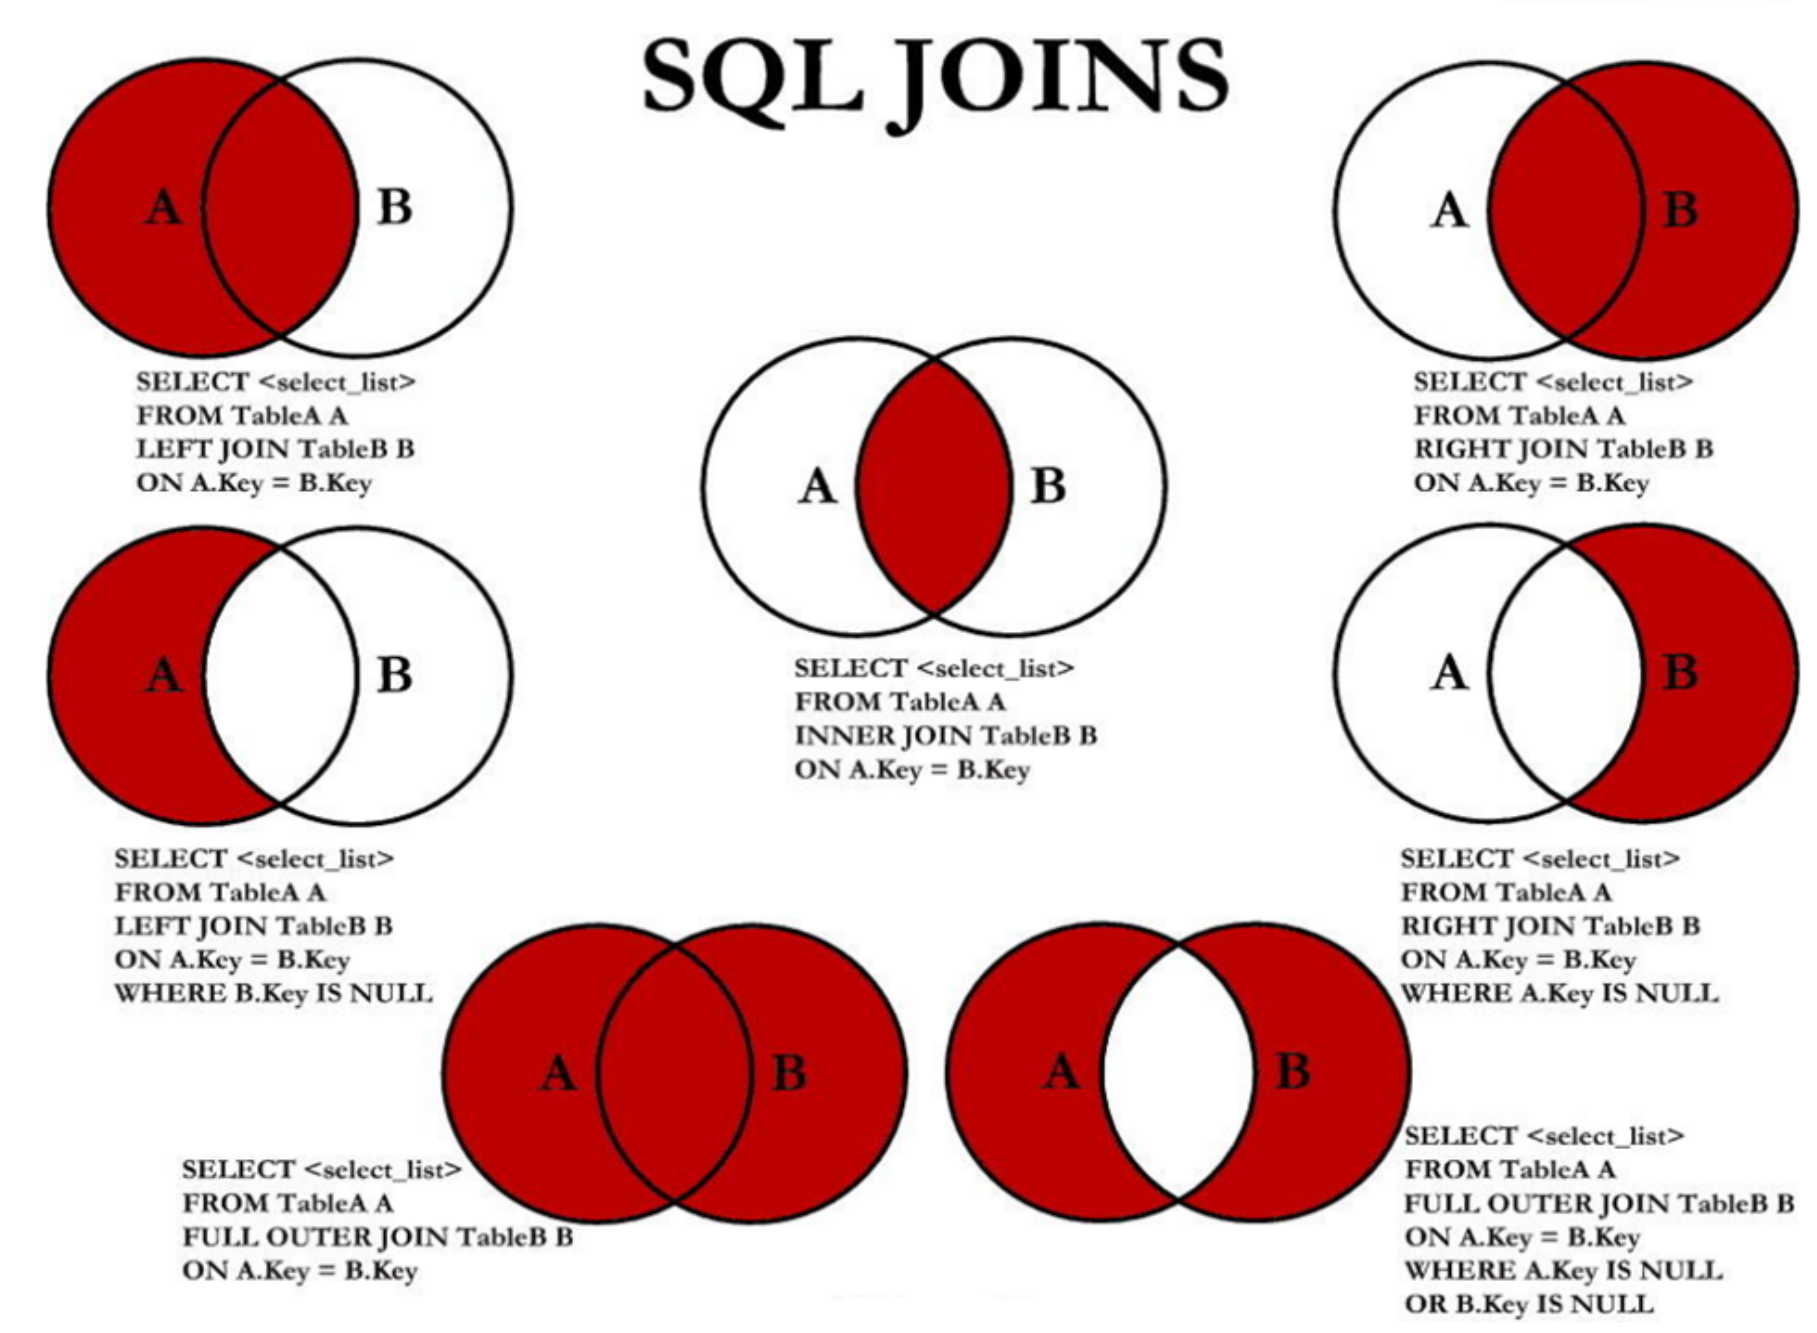 SQL JOINS
A B
SELECT <select_list>
FROM TableA A
LEFT JOIN TableB B
ON A.Key = B.Key
A B
SELECT <select_list>
FROM TableA A
RIGHT JOIN TableB B
ON A.Key = B.Key
A B
SELECT <select_list>
FROM TableA A
INNER JOIN TableB B
ON A.Key = B.Key
A B
SELECT <select_list>
FROM TableA A
LEFT JOIN TableB B
ON A.Key = B.Key
WHERE B.Key IS NULL
A B
SELECT <select_list>
FROM TableA A
RIGHT JOIN TableB B
ON A.Key = B.Key
WHERE A.Key IS NULL
A B
SELECT <select_list>
FROM TableA A
FULL OUTER JOIN TableB B
ON A.Key = B.Key
A B
SELECT <select_list>
FROM TableA A
FULL OUTER JOIN TableB B
ON A.Key = B.Key
WHERE A.Key IS NULL
OR B.Key IS NULL